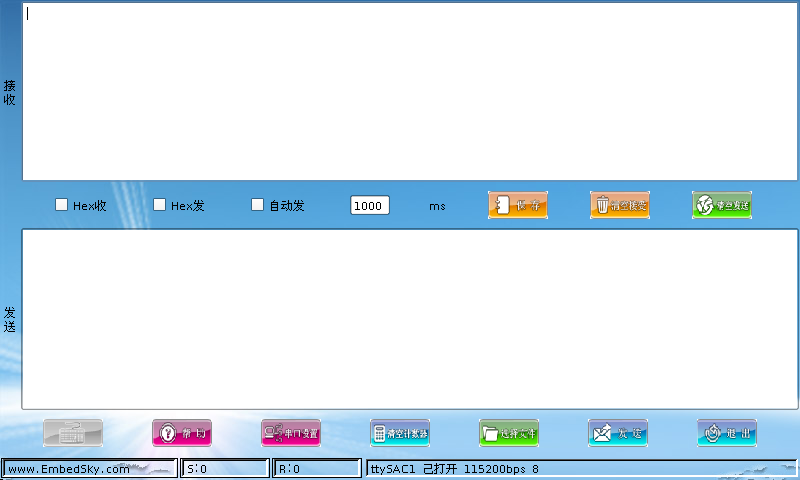 接收
Hex收
Hex发
自动发
1000
ms
保 存
清空接受
清空发送
发送
帮 助
串口设置
清空计数器
选择文件
发 送
退 出
www.EmbedSky.com
S:0
R:0
ttySAC1 已打开 115200bps 8